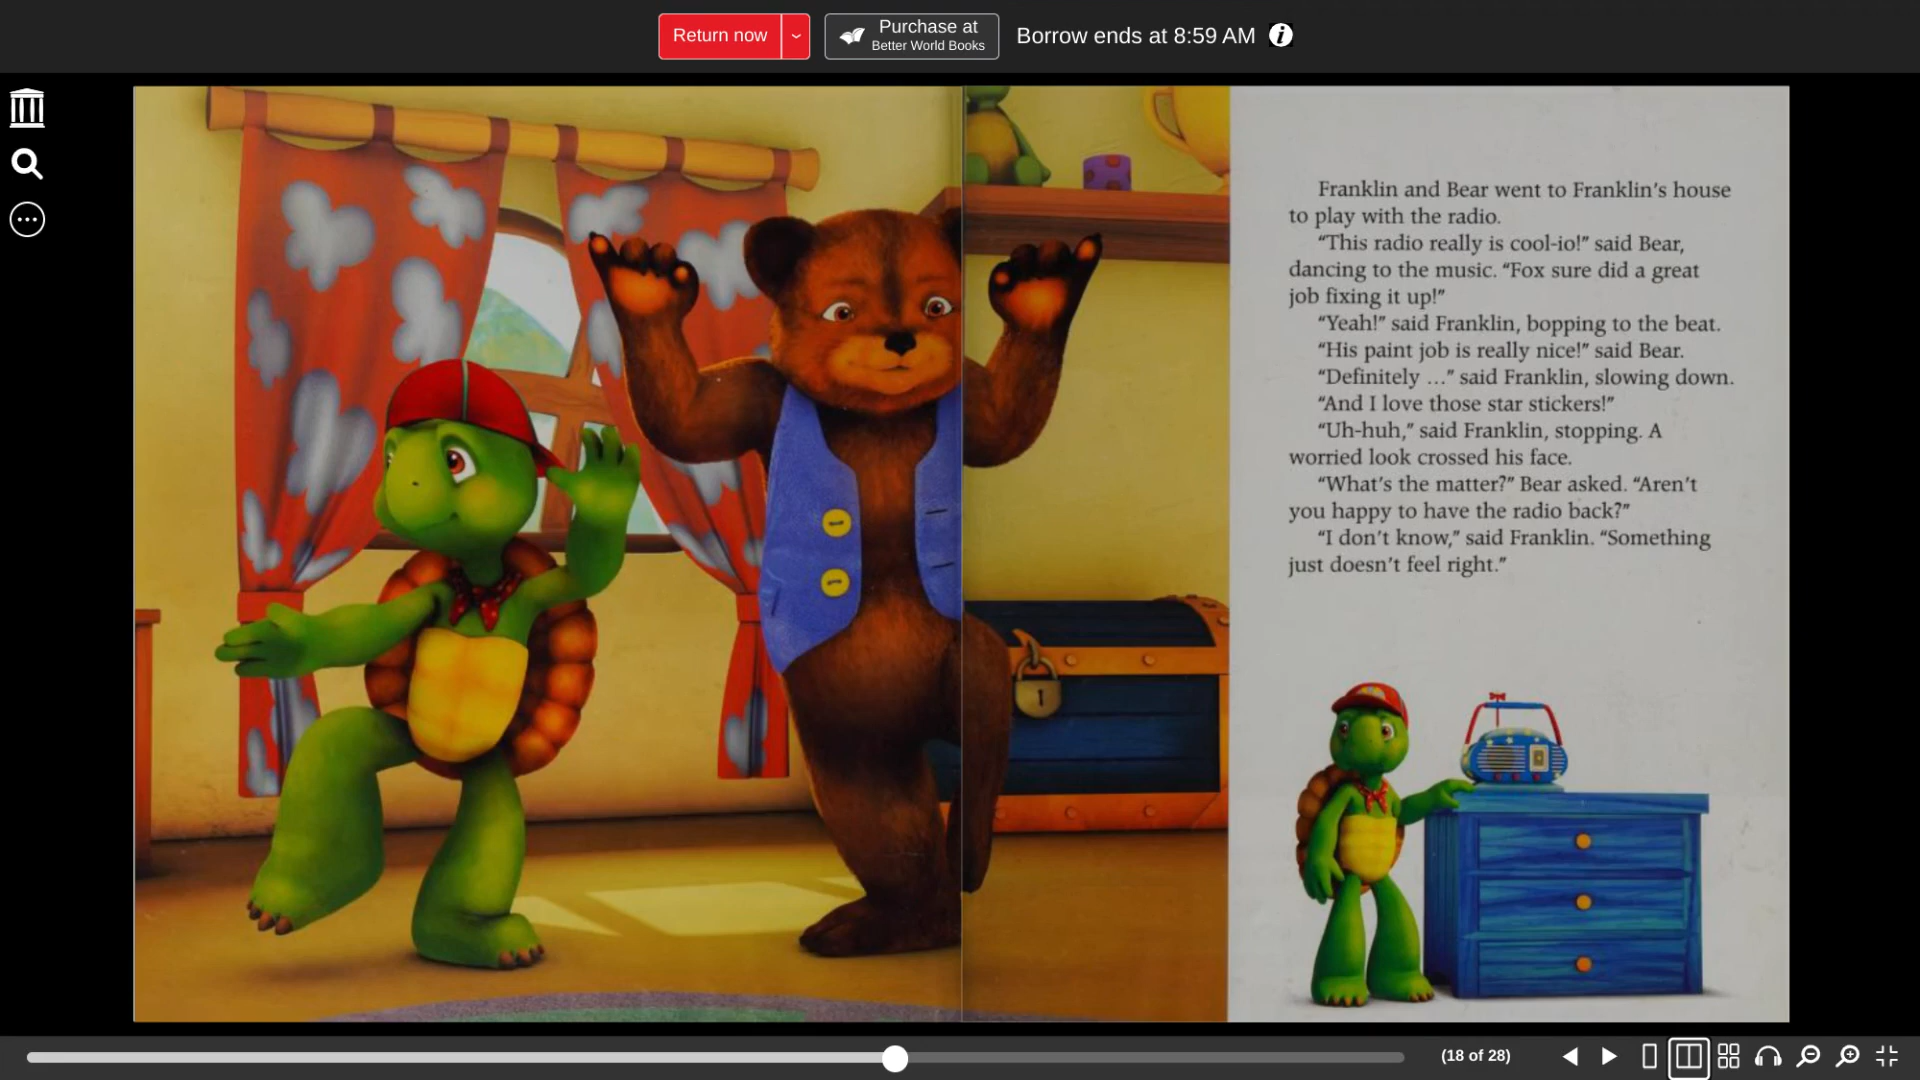 Return now
Purchase at
Better World Books
Borrow ends at 8:59 AM
Franklin and Bear went to Franklin’s house
to play with the radio.
“This radio really is cool-io!” said Bear,
dancing to the music. “Fox sure did a great
job fixing it up!”
“Yeah!” said Franklin, bopping to the beat.
“His paint job is really nice!” said Bear.
“Definitely …” said Franklin, slowing down.
“And I love those star stickers!”
“Uh-huh,” said Franklin, stopping. A
worried look crossed his face.
“What’s the matter?” Bear asked. “Aren’t
you happy to have the radio back?”
“I don’t know,” said Franklin. “Something
just doesn’t feel right.”
(18 of 28)